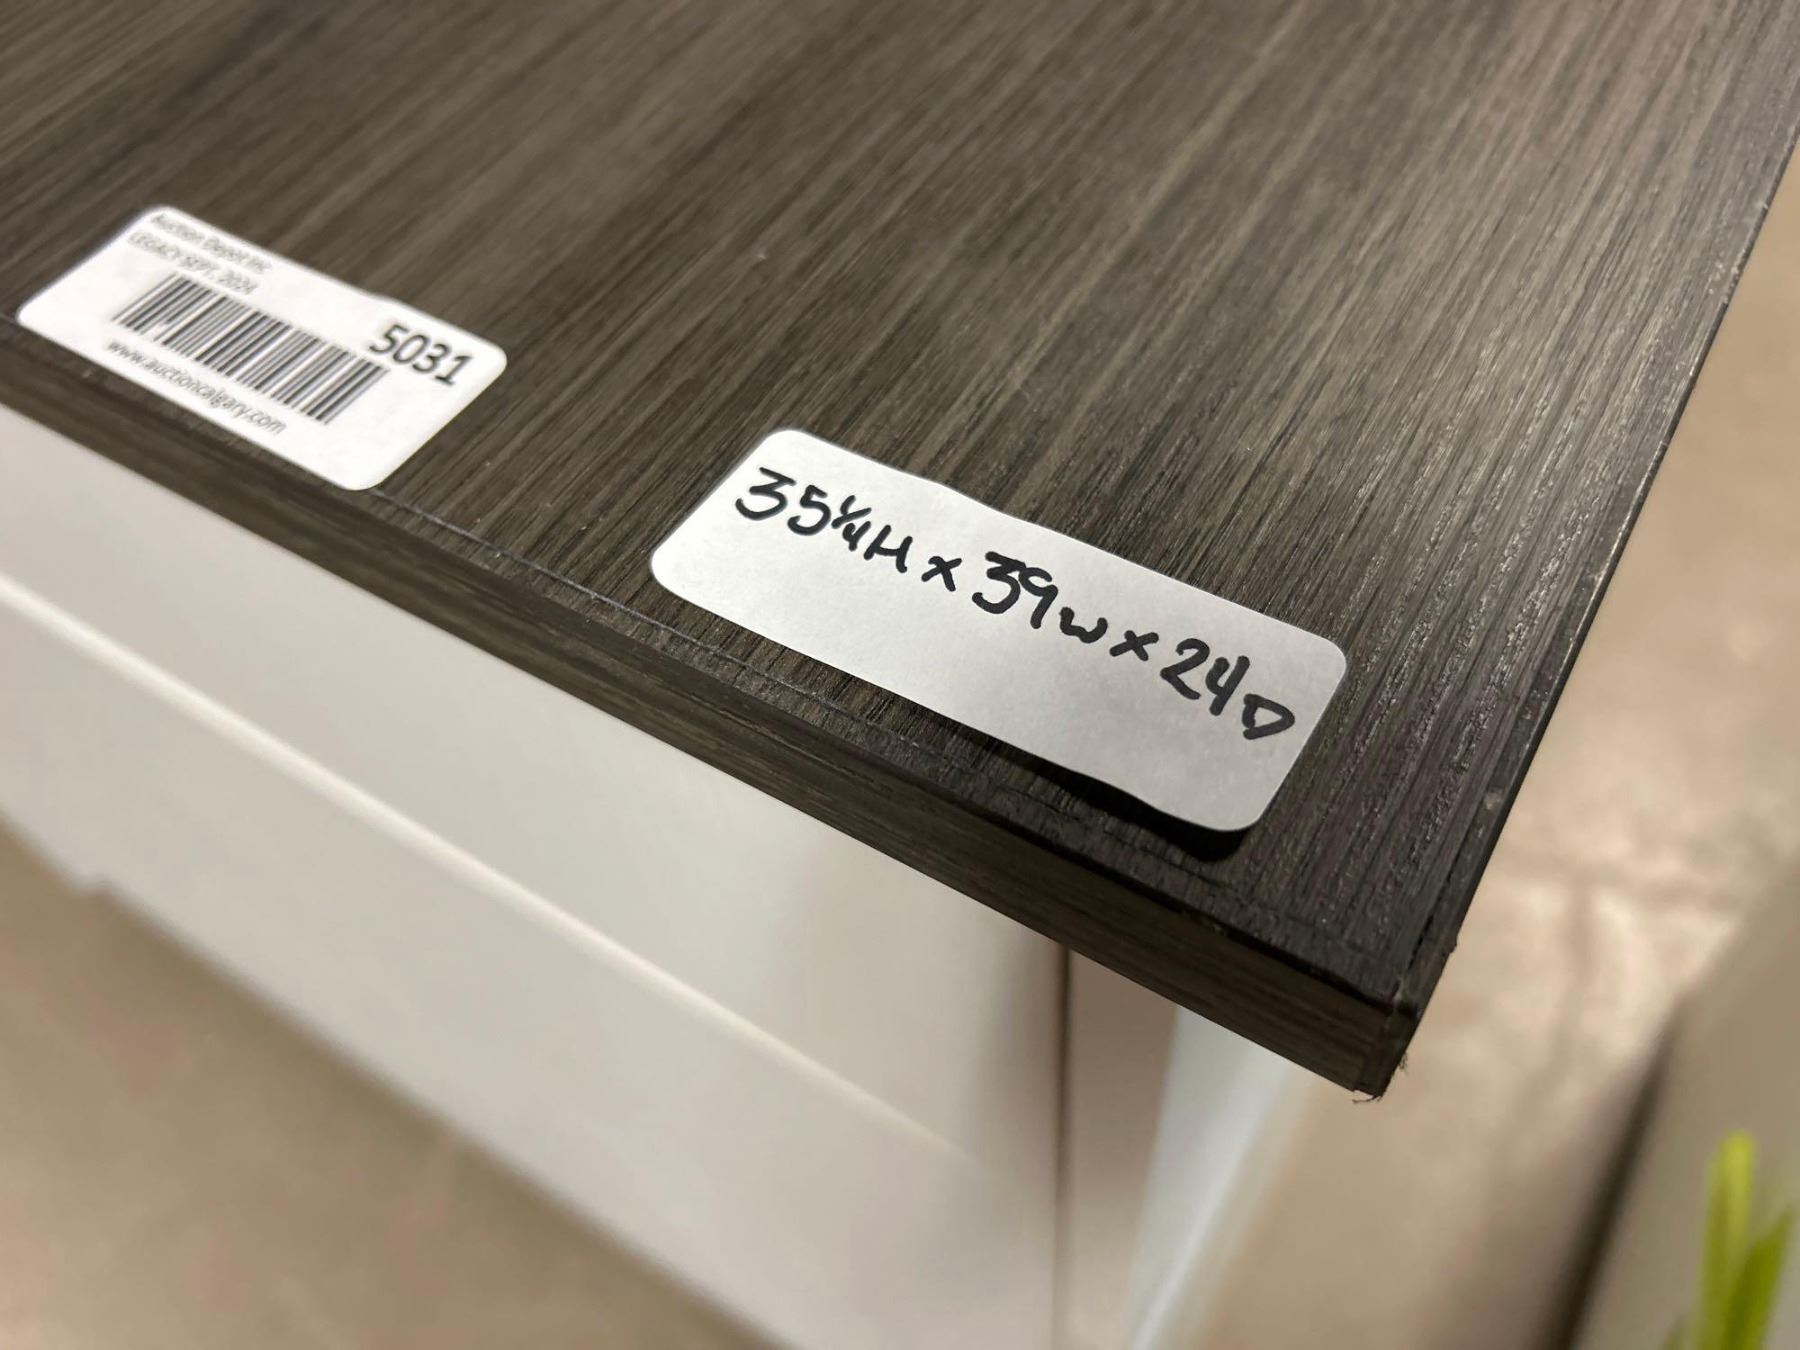 Auction Depot Inc
LEGACY SEPT. 2024
5031
www.auctioncalgary.com
35¼H x 39W x 24D